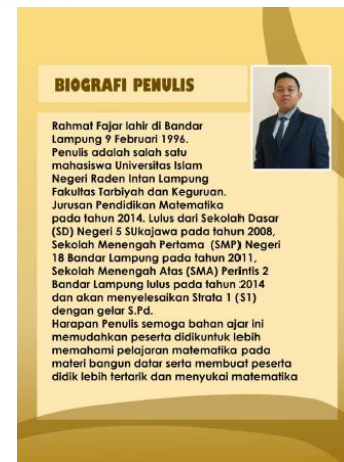 BIOGRAFI PENULIS
Rahmat Fajar lahir di Bandar
Lampung 9 Februari 1996.
Penulis adalah salah satu
mahasiswa Universitas Islam
Negeri Raden Intan Lampung
Fakultas Tarbiyah dan Keguruan.
Jurusan Pendidikan Matematika
pada tahun 2014. Lulus dari Sekolah Dasar
(SD) Negeri 5 SUkajawa pada tahun 2008,
Sekolah Menengah Pertama (SMP) Negeri
18 Bandar Lampung pada tahun 2011,
Sekolah Menengah Atas (SMA) Perintis 2
Bandar Lampung lulus pada tahun 2014
dan akan menyelesaikan Strata 1 (S1)
dengan gelar S.Pd.
Harapan Penulis semoga bahan ajar ini
memudahkan peserta didikuntuk lebih
memahami pelajaran matematika pada
materi bangun datar serta membuat peserta
didik lebih tertarik dan menyukai matematika